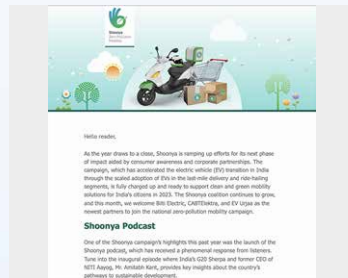 Shoonya
Hello reader,
As the year draws to a close, Shoonya is ramping up efforts for its next phase
of impact aided by consumer awareness and corporate partnerships. The
campaign, which has accelerated the electric vehicle (EV) transition in India
through the scaled adoption of EVs in the last-mile delivery and ride-hailing
segments, is fully charged up and ready to support clean and green mobility
solutions for India's citizens in 2023. The Shoonya coalition continues to grow,
and this month, we welcome BiN Electric, CABTElektra, and EV Urjaa as the
newest partners to join the national zero-pollution mobility campaign.
Shoonya Podcast
One of the Shoonya campaign's highlights this past year was the launch of the
Shoonya podcast, which has received a phenomenal response from listeners.
Tune into the inaugural episode where India's G20 Sherpa and former CEO of
NITI Aayog, Mr. Amitabh Kant, provides key insights about the country's
pathways to sustainable development.